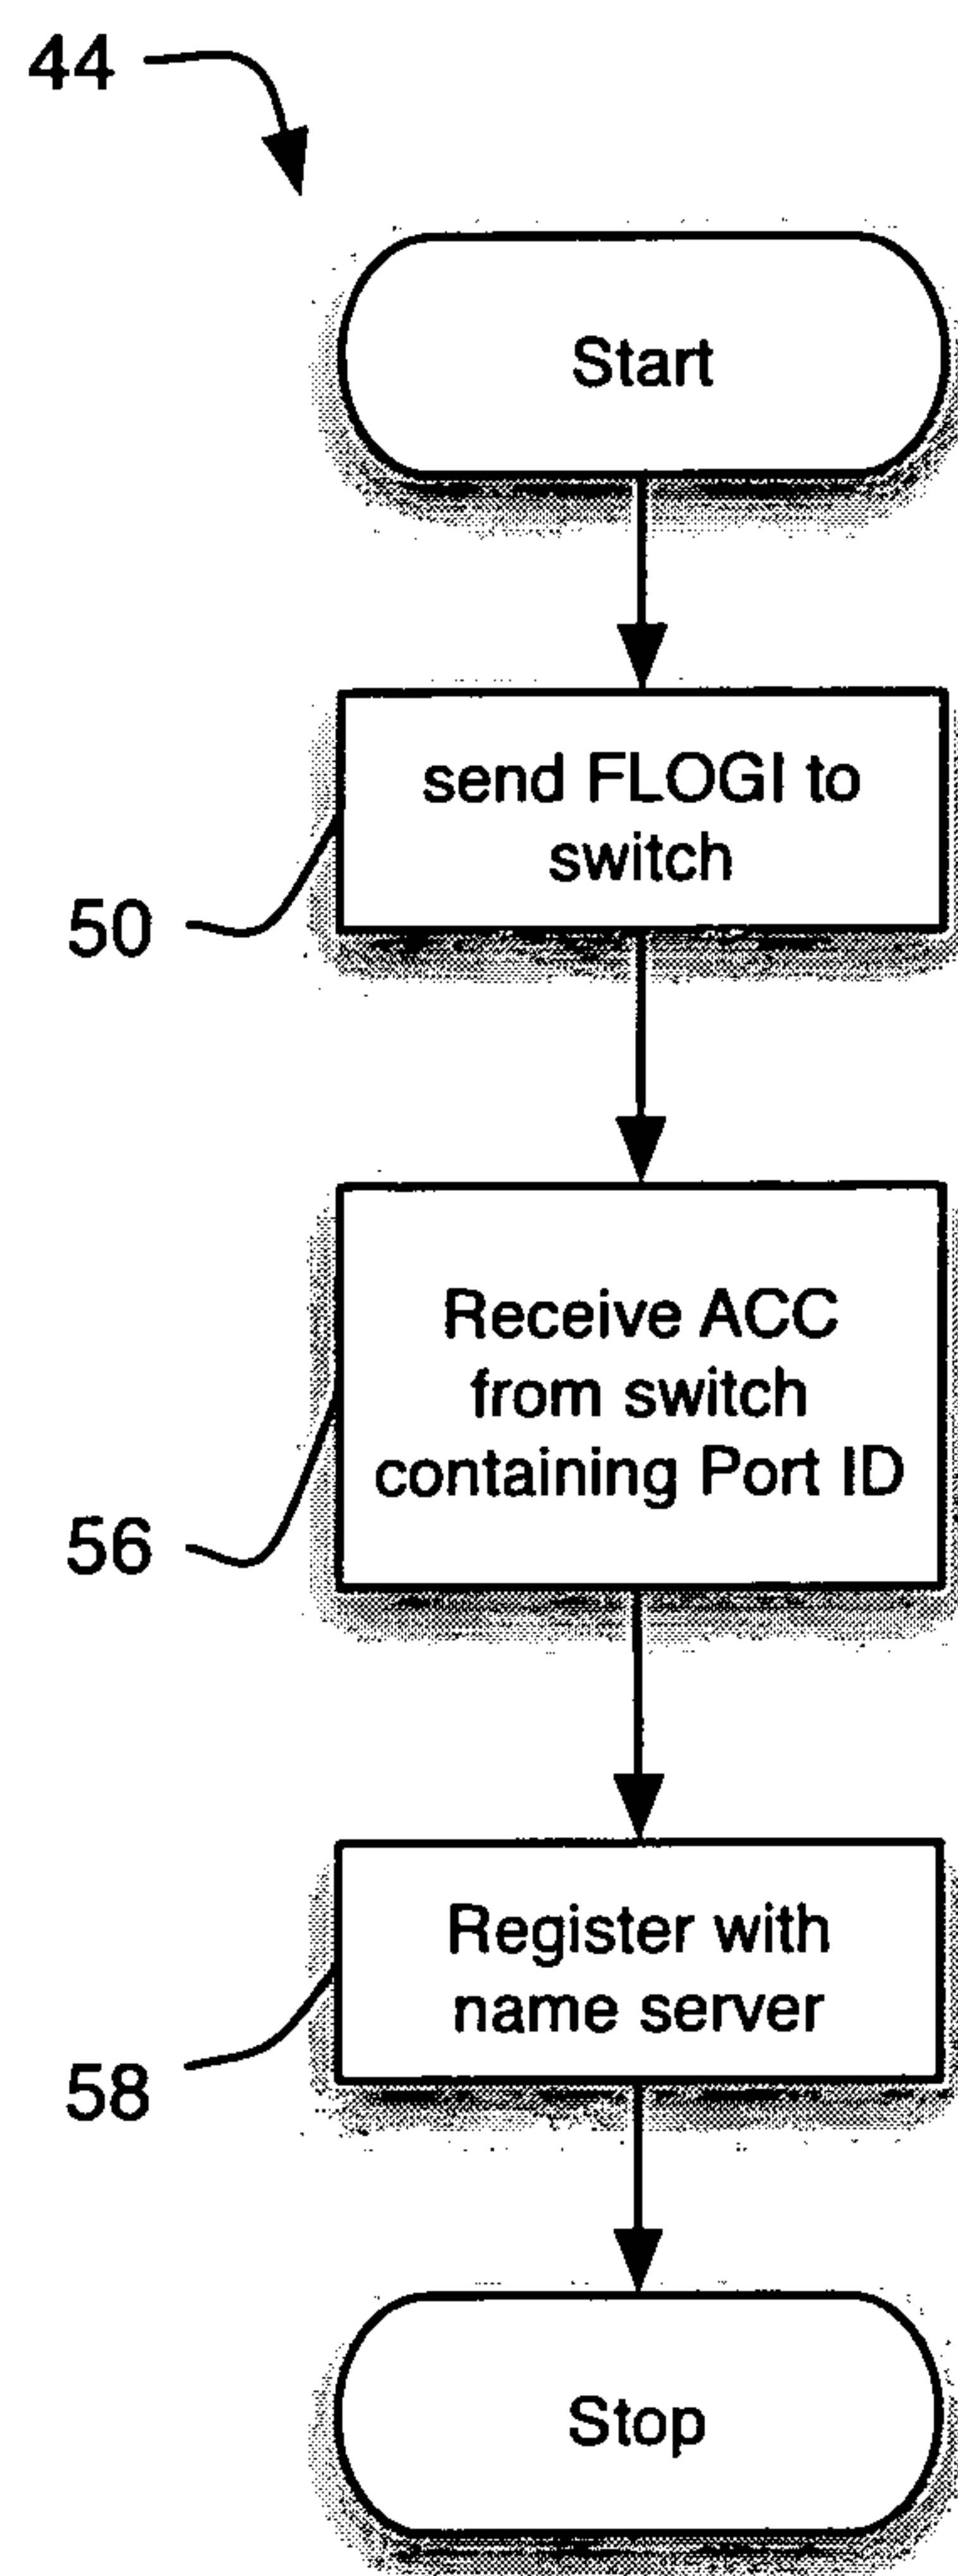 44
Start
send FLOGI to
switch
50
Receive ACC
from switch
containing Port ID
56
Register with
name server
58
Stop